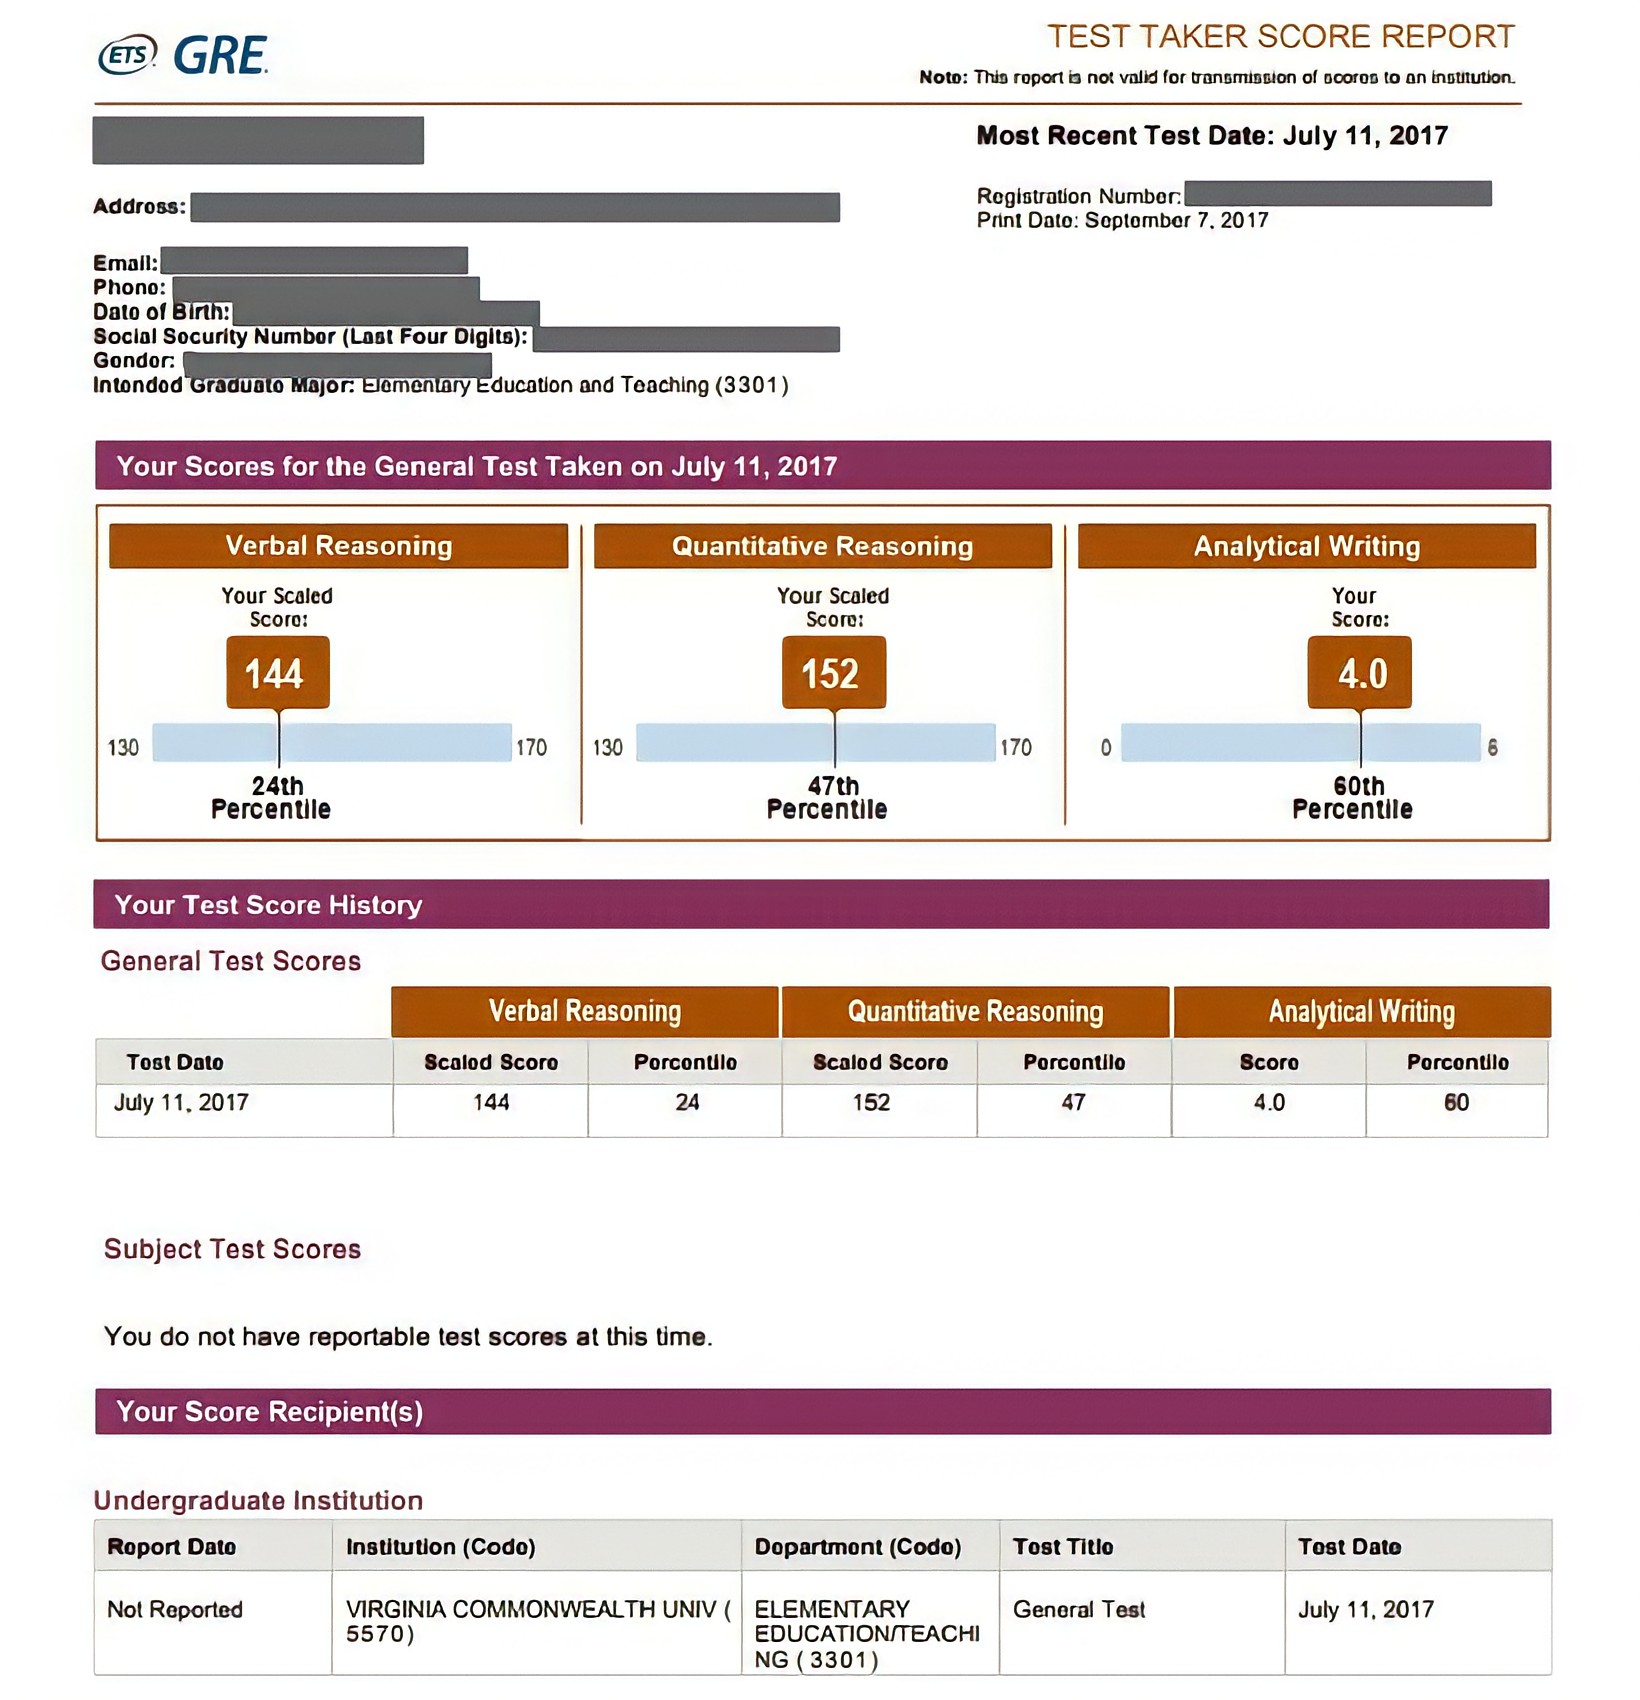 ETS GRE
TEST TAKER SCORE REPORT
Note: This report is not valid for transmission of scores to an institution.
Most Recent Test Date: July 11, 2017
Address:
Registration Number:
Print Date: September 7, 2017
Email:
Phone:
Date of Birth:
Social Security Number (Last Four Digits):
Gender:
Intended Graduate Major: Elementary Education and Teaching (3301)
Your Scores for the General Test Taken on July 11, 2017
Verbal Reasoning
Your Scaled
Score:
144
130 170
24th
Percentile
Quantitative Reasoning
Your Scaled
Score:
152
130 170
47th
Percentile
Analytical Writing
Your
Score:
4.0
0 6
60th
Percentile
Your Test Score History
General Test Scores
Verbal Reasoning Quantitative Reasoning Analytical Writing
Test Date Scaled Score Percentile Scaled Score Percentile Score Percentile
July 11, 2017 144 24 152 47 4.0 60
Subject Test Scores
You do not have reportable test scores at this time.
Your Score Recipient(s)
Undergraduate Institution
Report Date Institution (Code) Department (Code) Test Title Test Date
Not Reported VIRGINIA COMMONWEALTH UNIV ( ELEMENTARY General Test July 11, 2017
5570) EDUCATION/TEACHI
NG ( 3301)